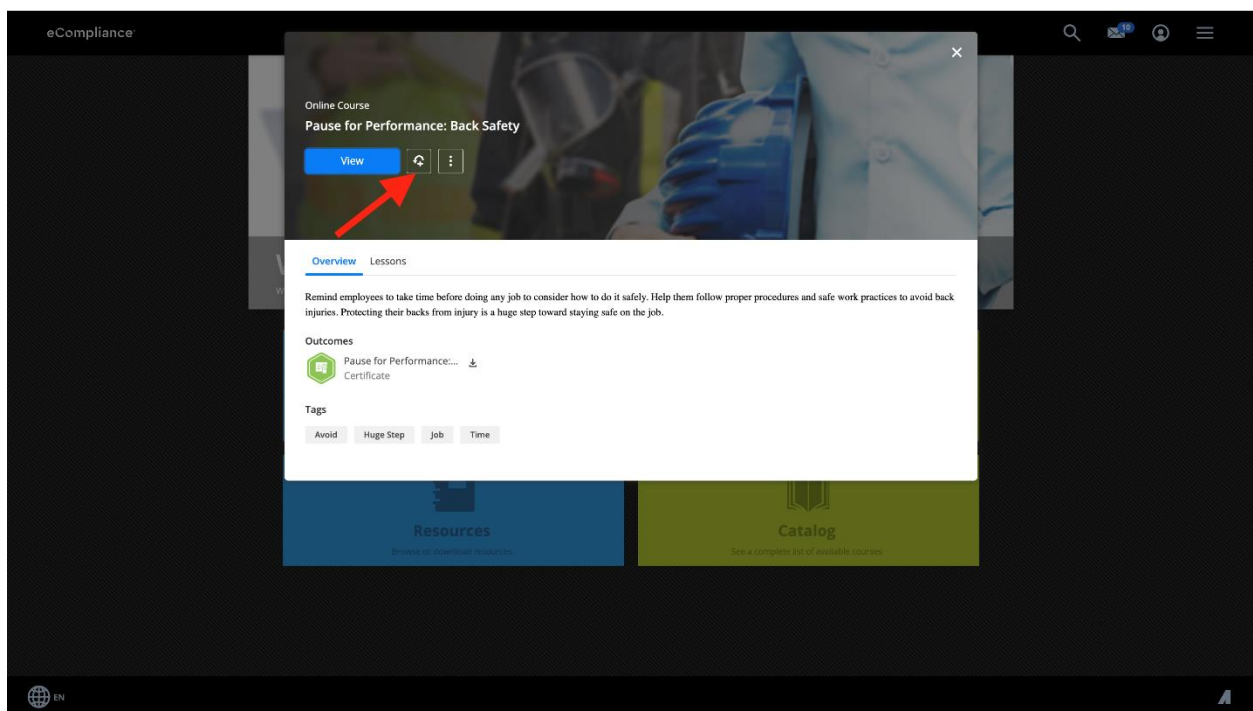 eCompliance
10
Online Course
Pause for Performance: Back Safety
View
Overview Lessons
Remind employees to take time before doing any job to consider how to do it safely. Help them follow proper procedures and safe work practices to avoid back
injuries. Protecting their backs from injury is a huge step toward staying safe on the job.
Outcomes
Pause for Performance:...
Certificate
Tags
Avoid Huge Step Job Time
Resources Catalog
Browse or download resources See a complete list of available courses
EN